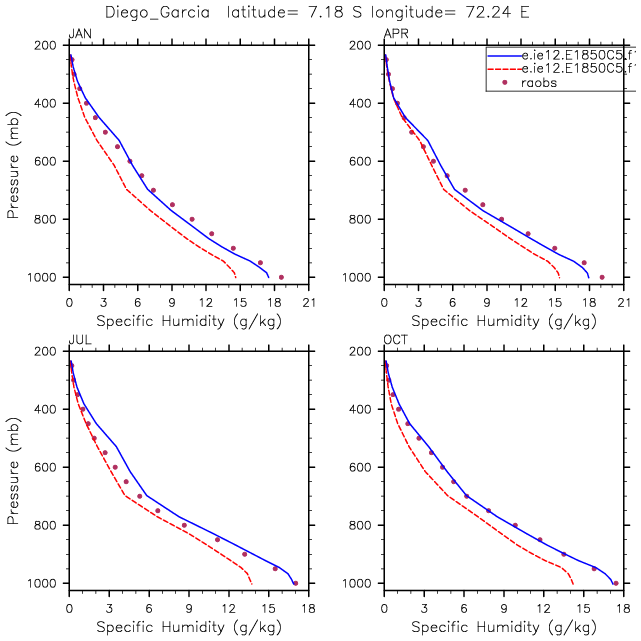 Diego_Garcia latitude= 7.18 S longitude= 72.24 E
JAN
200
400
600
800
1000
Pressure (mb)
0 3 6 9 12 15 18 21
Specific Humidity (g/kg)
APR
e.ie12.E1850C5.f1
e.ie12.E1850C5.f1
raobs
200
400
600
800
1000
0 3 6 9 12 15 18 21
Specific Humidity (g/kg)
JUL
200
400
600
800
1000
Pressure (mb)
0 3 6 9 12 15 18
Specific Humidity (g/kg)
OCT
200
400
600
800
1000
0 3 6 9 12 15 18
Specific Humidity (g/kg)